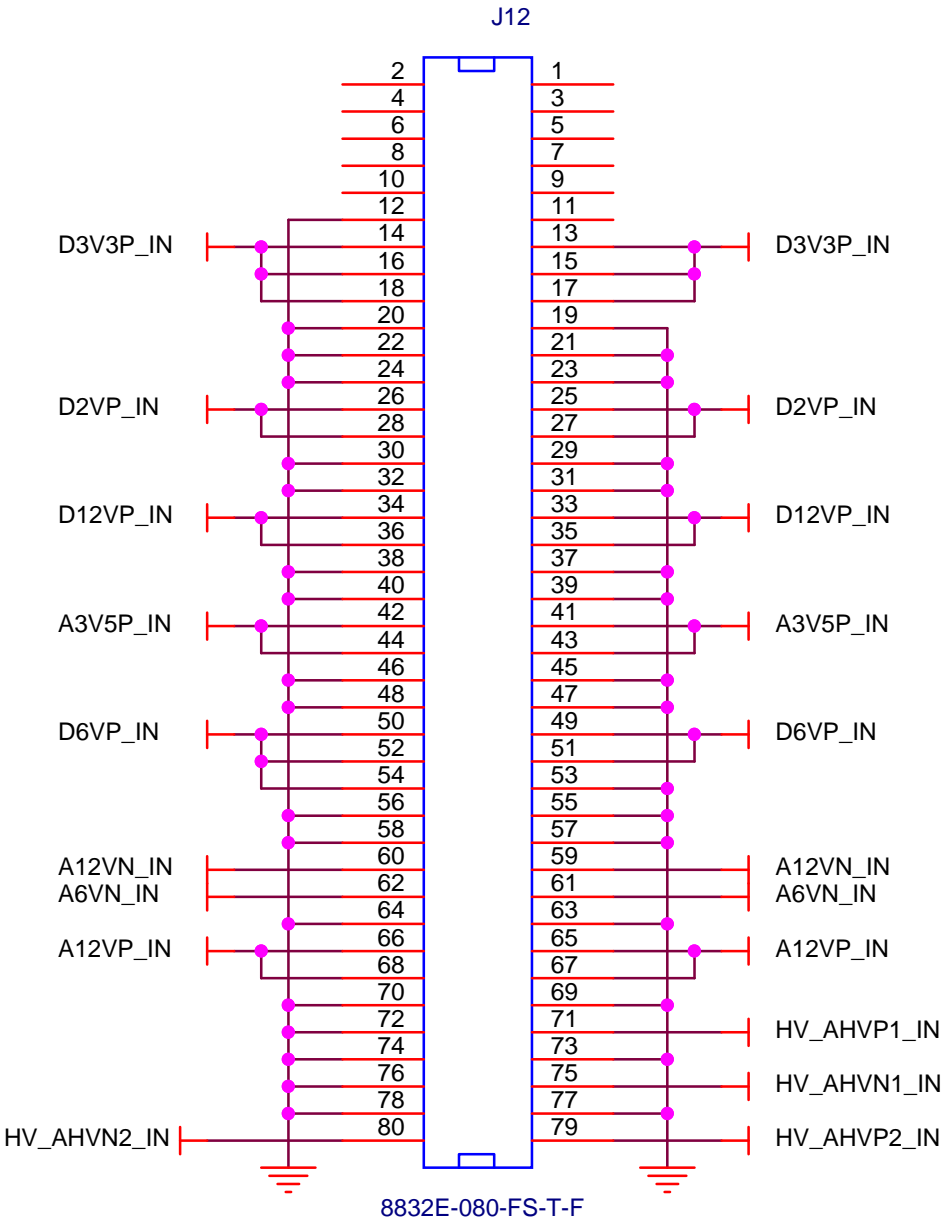 J12
2 1
4 3
6 5
8 7
10 9
12 11
D3V3P_IN 14 13 D3V3P_IN
16 15
18 17
20 19
22 21
24 23
D2VP_IN 26 25 D2VP_IN
28 27
30 29
32 31
D12VP_IN 34 33 D12VP_IN
36 35
38 37
40 39
A3V5P_IN 42 41 A3V5P_IN
44 43
46 45
48 47
D6VP_IN 50 49 D6VP_IN
52 51
54 53
56 55
58 57
A12VN_IN 60 59 A12VN_IN
A6VN_IN 62 61 A6VN_IN
64 63
A12VP_IN 66 65 A12VP_IN
68 67
70 69
72 71 HV_AHVP1_IN
74 73
76 75 HV_AHVN1_IN
78 77
HV_AHVN2_IN 80 79 HV_AHVP2_IN
8832E-080-FS-T-F